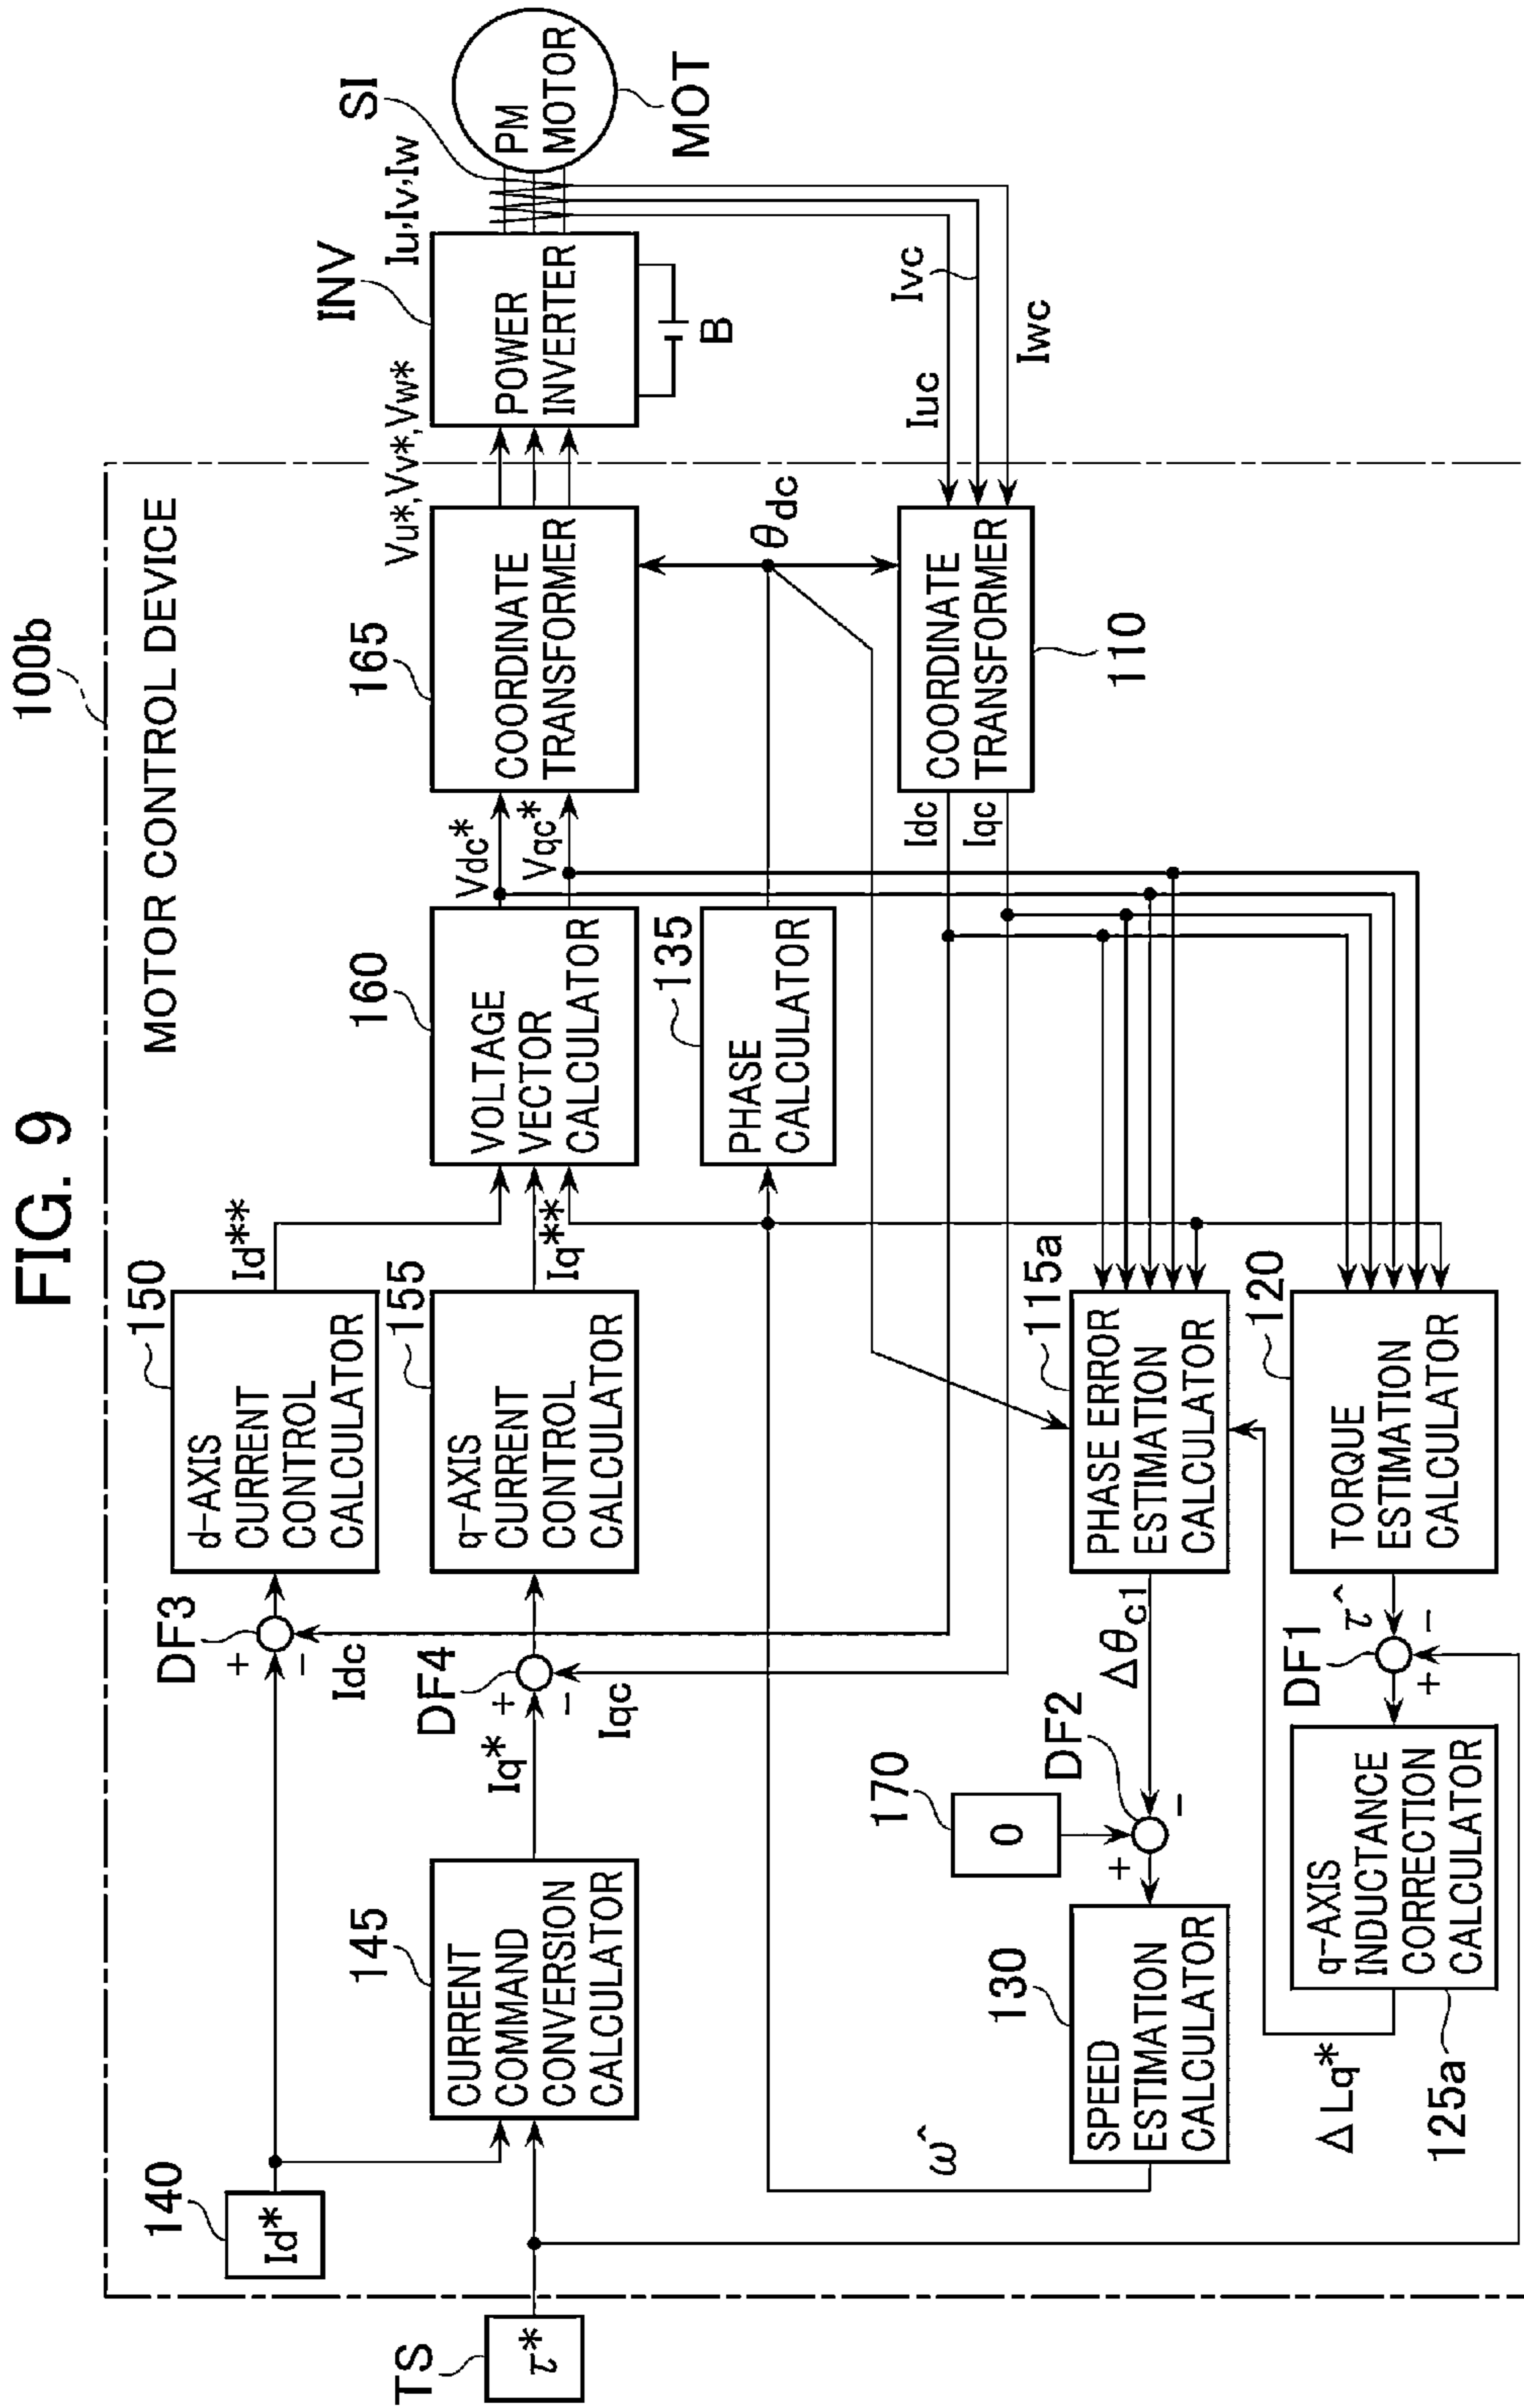 FIG. 9
100b
MOTOR CONTROL DEVICE
TS
τ*
140
Id*
145
CURRENT
COMMAND
CONVERSION
CALCULATOR
Iq*
DF3
+
−
Idc
DF4
+
−
Iqc
150
d-AXIS
CURRENT
CONTROL
CALCULATOR
Id**
155
q-AXIS
CURRENT
CONTROL
CALCULATOR
Iq**
160
VOLTAGE
VECTOR
CALCULATOR
Vdc*
Vqc*
165
COORDINATE
TRANSFORMER
Vu*,Vv*,Vw*
INV
POWER
INVERTER
B
Iu,Iv,Iw
SI
PM
MOTOR
MOT
135
PHASE
CALCULATOR
θdc
110
COORDINATE
TRANSFORMER
Idc
Iqc
Iuc
Ivc
Iwc
170
0
DF2
+
−
Δθc1
130
SPEED
ESTIMATION
CALCULATOR
ω^
115a
PHASE ERROR
ESTIMATION
CALCULATOR
120
TORQUE
ESTIMATION
CALCULATOR
τ^
DF1
−
+
125a
q-AXIS
INDUCTANCE
CORRECTION
CALCULATOR
ΔLq*